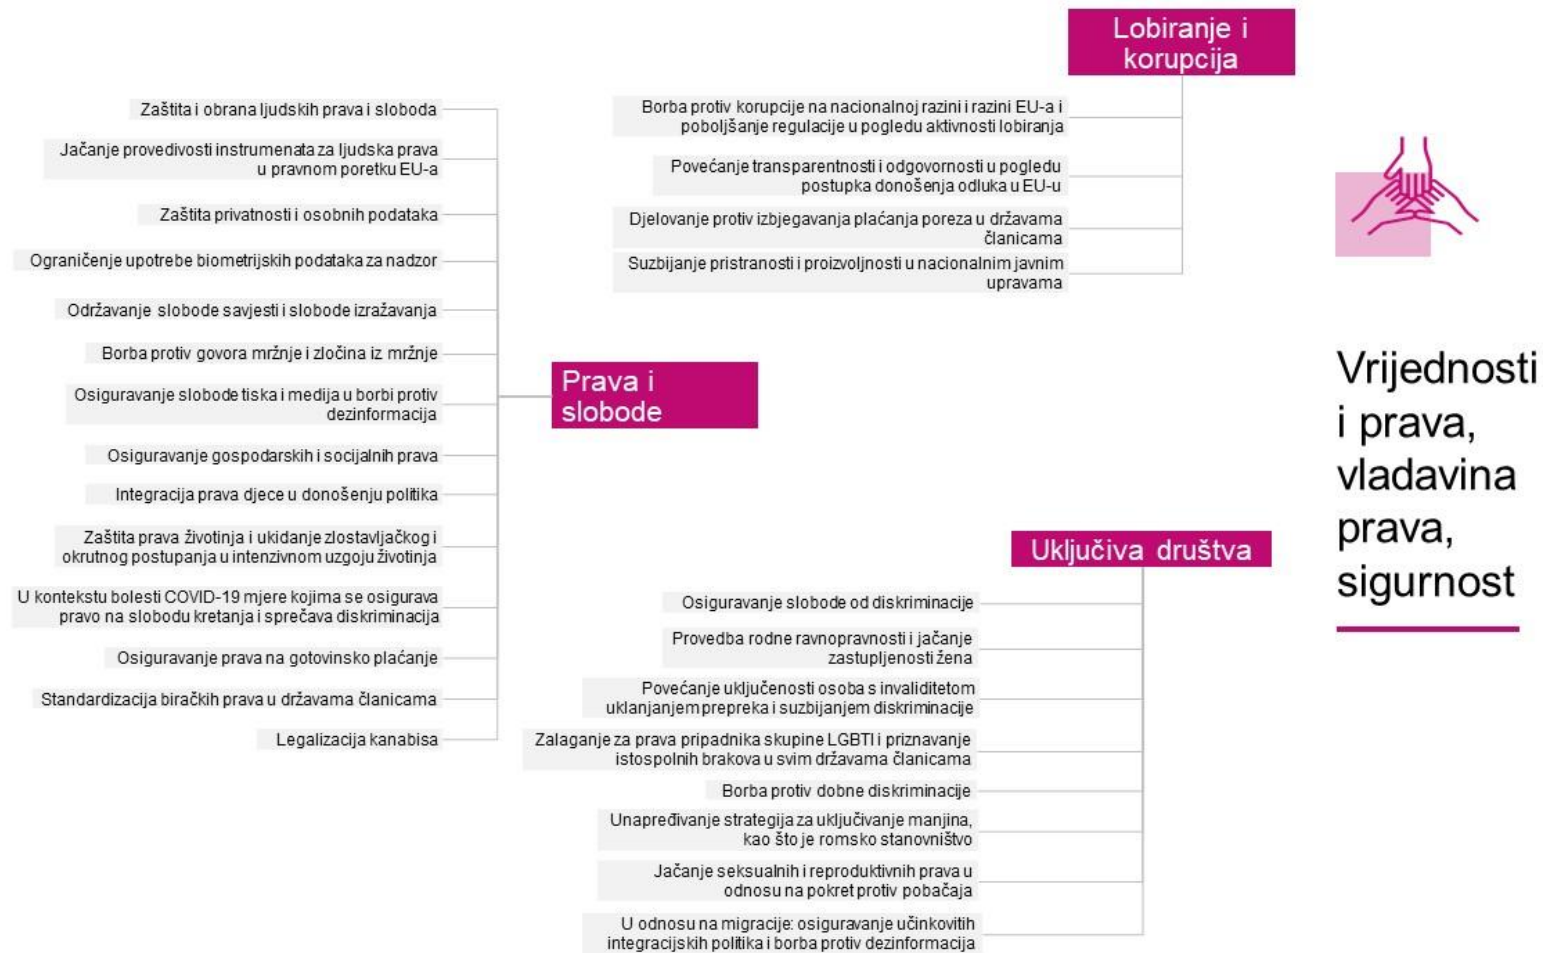 Lobiranje i
korupcija
Borba protiv korupcije na nacionalnoj razini i razini EU-a i
poboljšanje regulacije u pogledu aktivnosti lobiranja
Povećanje transparentnosti i odgovornosti u pogledu
postupka donošenja odluka u EU-u
Djelovanje protiv izbjegavanja plaćanja poreza u državama
članicama
Suzbijanje pristranosti i proizvoljnosti u nacionalnim javnim
upravama
Zaštita i obrana ljudskih prava i sloboda
Jačanje provedivosti instrumenata za ljudska prava
u pravnom poretku EU-a
Zaštita privatnosti i osobnih podataka
Ograničenje upotrebe biometrijskih podataka za nadzor
Održavanje slobode savjesti i slobode izražavanja
Borba protiv govora mržnje i zločina iz mržnje
Osiguravanje slobode tiska i medija u borbi protiv
dezinformacija
Osiguravanje gospodarskih i socijalnih prava
Integracija prava djece u donošenju politika
Zaštita prava životinja i ukidanje zlostavljačkog i
okrutnog postupanja u intenzivnom uzgoju životinja
U kontekstu bolesti COVID-19 mjere kojima se osigurava
pravo na slobodu kretanja i sprečava diskriminacija
Osiguravanje prava na gotovinsko plaćanje
Standardizacija biračkih prava u državama članicama
Legalizacija kanabisa
Prava i
slobode
Uključiva društva
Osiguravanje slobode od diskriminacije
Provedba rodne ravnopravnosti i jačanje
zastupljenosti žena
Povećanje uključenosti osoba s invaliditetom
uklanjanjem prepreka i suzbijanjem diskriminacije
Zalaganje za prava pripadnika skupine LGBTI i priznavanje
istospolnih brakova u svim državama članicama
Borba protiv dobne diskriminacije
Unapređivanje strategija za uključivanje manjina,
kao što je romsko stanovništvo
Jačanje seksualnih i reproduktivnih prava u
odnosu na pokret protiv pobačaja
U odnosu na migracije: osiguravanje učinkovitih
integracijskih politika i borba protiv dezinformacija
Vrijednosti
i prava,
vladavina
prava,
sigurnost